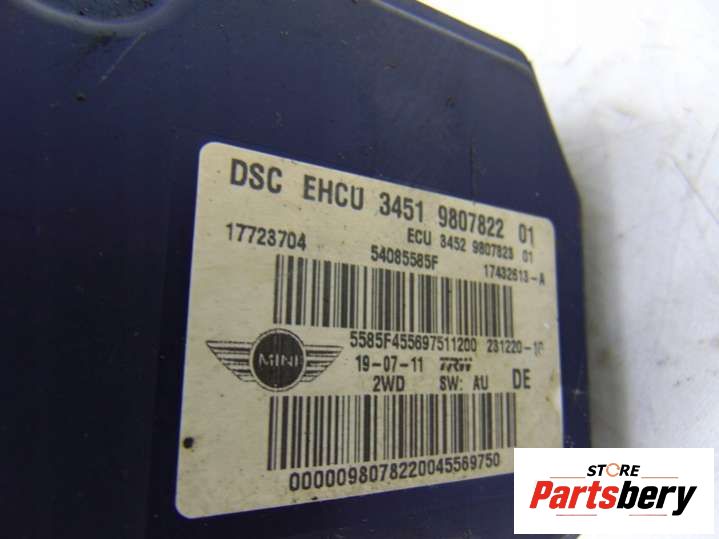 DSC EHCU 3451 9807822 01
ECU 3452 9807823 01
17723704 54085585F 17432613-A
5585F455697511200 231220-
MINI 19-07-11 TRW
2WD SW: AU DE
0000098078220045569750
STORE
Partsbery